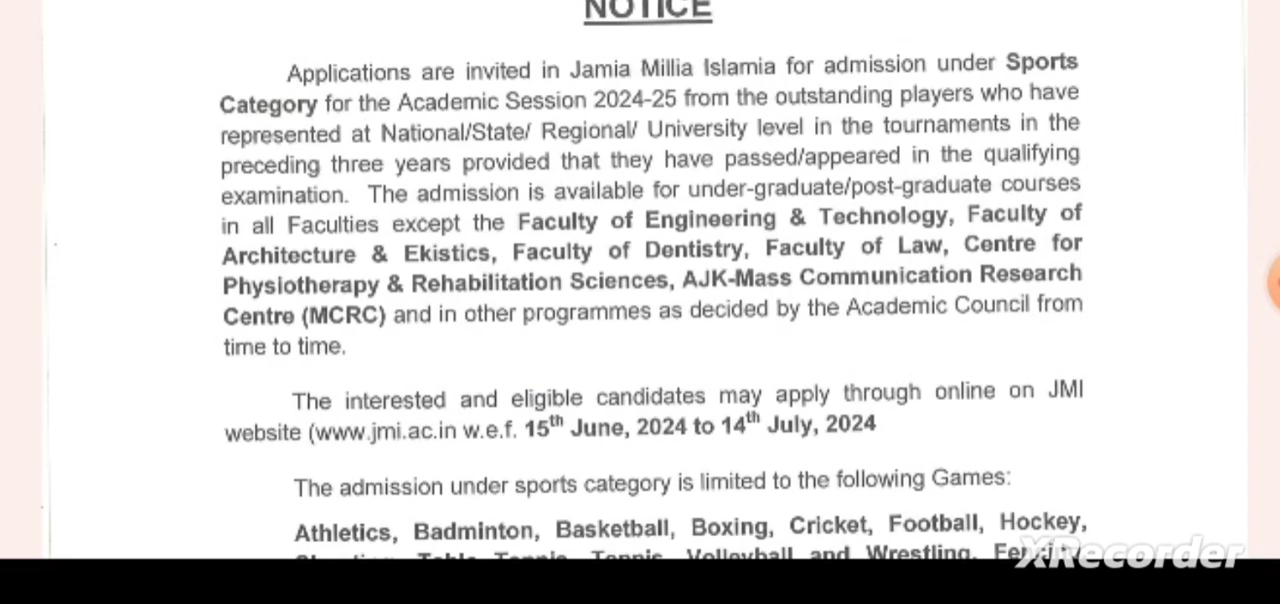 NOTICE
Applications are invited in Jamia Millia Islamia for admission under Sports
Category for the Academic Session 2024-25 from the outstanding players who have
represented at National/State/ Regional/ University level in the tournaments in the
preceding three years provided that they have passed/appeared in the qualifying
examination. The admission is available for under-graduate/post-graduate courses
in all Faculties except the Faculty of Engineering & Technology, Faculty of
Architecture & Ekistics, Faculty of Dentistry, Faculty of Law, Centre for
Physiotherapy & Rehabilitation Sciences, AJK-Mass Communication Research
Centre (MCRC) and in other programmes as decided by the Academic Council from
time to time.
The interested and eligible candidates may apply through online on JMI
website (www.jmi.ac.in w.e.f. 15th June, 2024 to 14th July, 2024
The admission under sports category is limited to the following Games:
Athletics, Badminton, Basketball, Boxing, Cricket, Football, Hockey,
Table Tennis, Tennis, Volleyball and Wrestling,
XRecorder